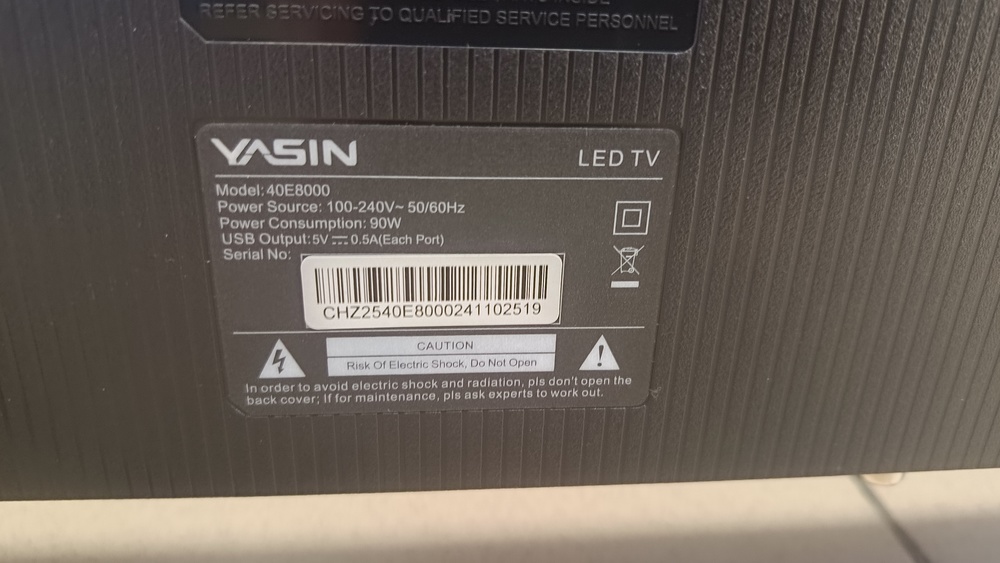 REFER SERVICING TO QUALIFIED SERVICE PERSONNEL
YASIN
LED TV
Model: 40E8000
Power Source: 100-240V~ 50/60Hz
Power Consumption: 90W
USB Output: 5V ⎓ 0.5A(Each Port)
Serial No:
CHZ2540E8000241102519
CAUTION
Risk Of Electric Shock, Do Not Open
In order to avoid electric shock and radiation, pls don't open the
back cover; If for maintenance, pls ask experts to work out.